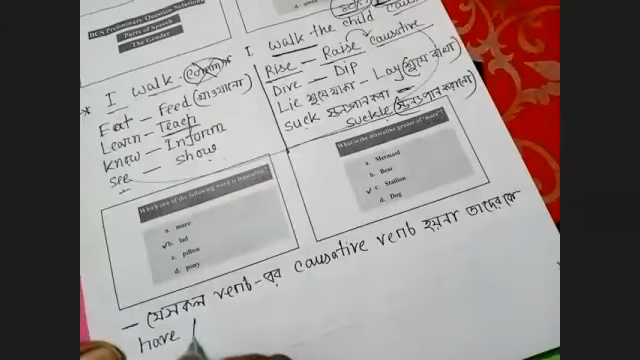 BCS Preliminary Question Solution
Parts of Speech
The Gender
the child
I walk
I walk. (common)
Rise — Raise causative
Dive — Dip
Lie শুয়ে থাকা — Lay (শুয়ে রাখা)
Suck স্তন্যপান করা —
suckle (স্তন্যপান করানো)
* Eat — Feed (খাওয়ানো)
Learn — Teach
Know — Inform
See — Show
Which one of the following word is masculine?
a. mare
b. lad
c. pillow
d. pony
What is the masculine gender of 'mare'?
a. Mermaid
b. Bear
c. Stallion
d. Dog
— যেসকল verb-এর causative verb হয়না তাদেরকে
have